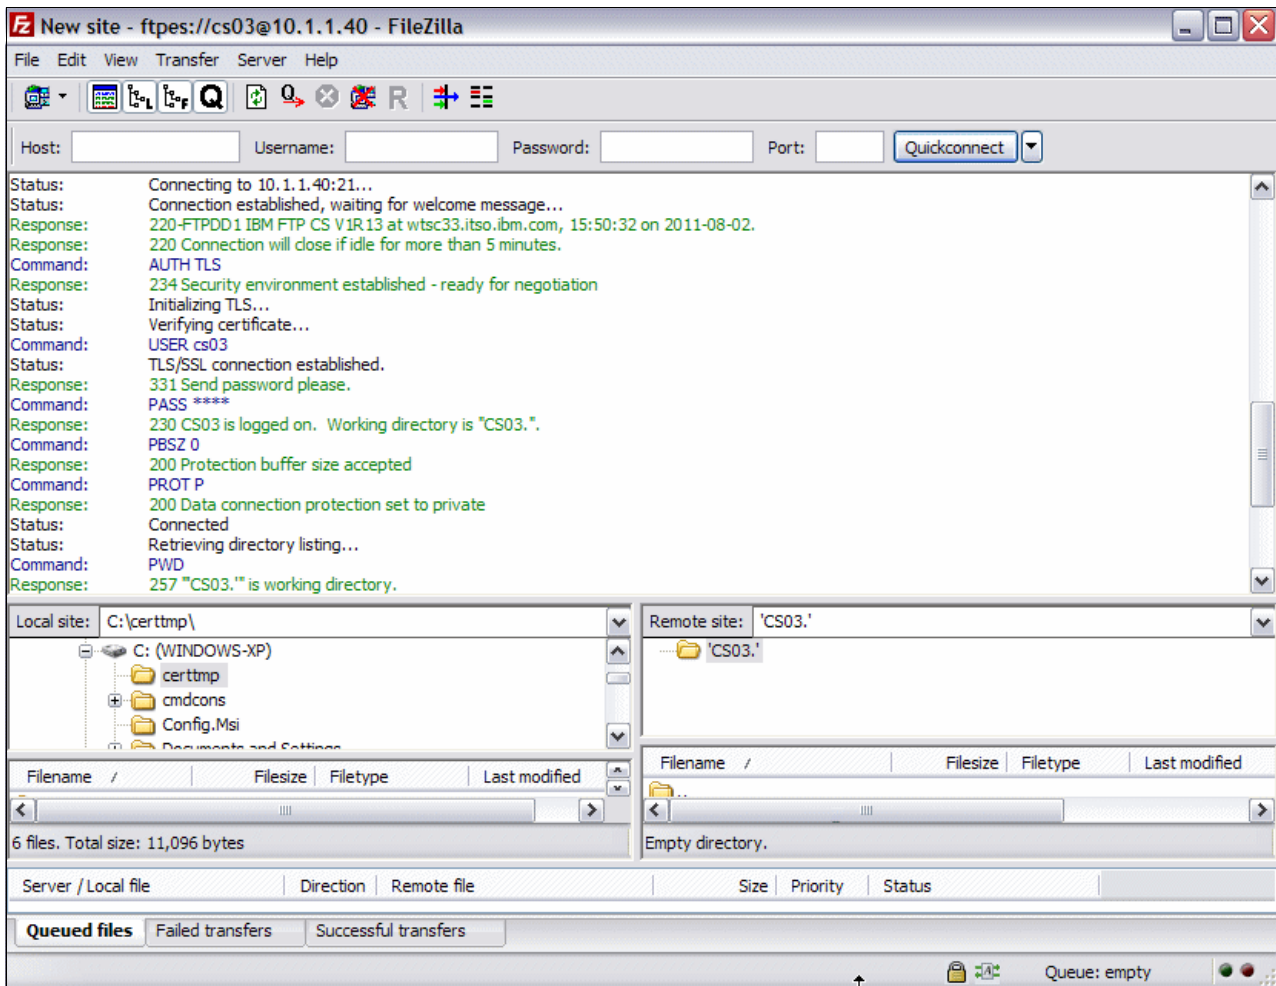 New site - ftpes://cs03@10.1.1.40 - FileZilla
File Edit View Transfer Server Help
Host: Username: Password: Port: Quickconnect
Status: Connecting to 10.1.1.40:21...
Status: Connection established, waiting for welcome message...
Response: 220-FTPDD1 IBM FTP CS V1R13 at wtsc33.itso.ibm.com, 15:50:32 on 2011-08-02.
Response: 220 Connection will close if idle for more than 5 minutes.
Command: AUTH TLS
Response: 234 Security environment established - ready for negotiation
Status: Initializing TLS...
Status: Verifying certificate...
Command: USER cs03
Status: TLS/SSL connection established.
Response: 331 Send password please.
Command: PASS ****
Response: 230 CS03 is logged on. Working directory is "CS03.".
Command: PBSZ 0
Response: 200 Protection buffer size accepted
Command: PROT P
Response: 200 Data connection protection set to private
Status: Connected
Status: Retrieving directory listing...
Command: PWD
Response: 257 "'CS03.'" is working directory.
Local site: C:\certtmp\
C: (WINDOWS-XP)
certtmp
cmdcons
Config.Msi
Documents and Settings
Filename / Filesize Filetype Last modified
6 files. Total size: 11,096 bytes
Remote site: 'CS03.'
'CS03.'
Filename / Filesize Filetype Last modified
..
Empty directory.
Server / Local file Direction Remote file Size Priority Status
Queued files Failed transfers Successful transfers
Queue: empty